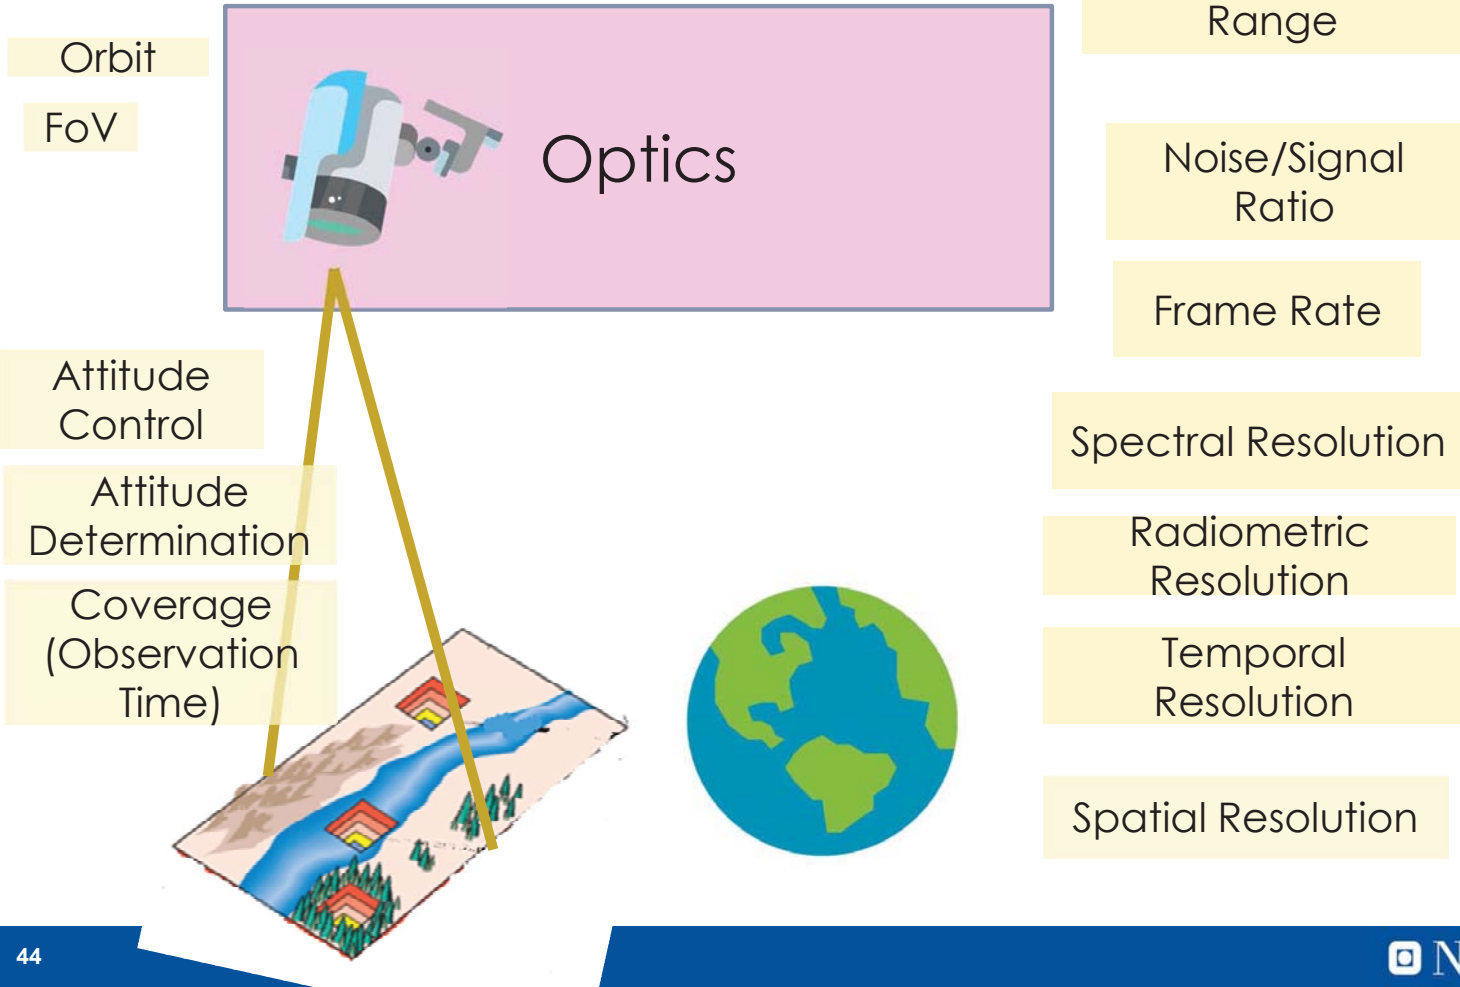 Orbit
FoV
Optics
Attitude
Control
Attitude
Determination
Coverage
(Observation
Time)
Range
Noise/Signal
Ratio
Frame Rate
Spectral Resolution
Radiometric
Resolution
Temporal
Resolution
Spatial Resolution
44
N